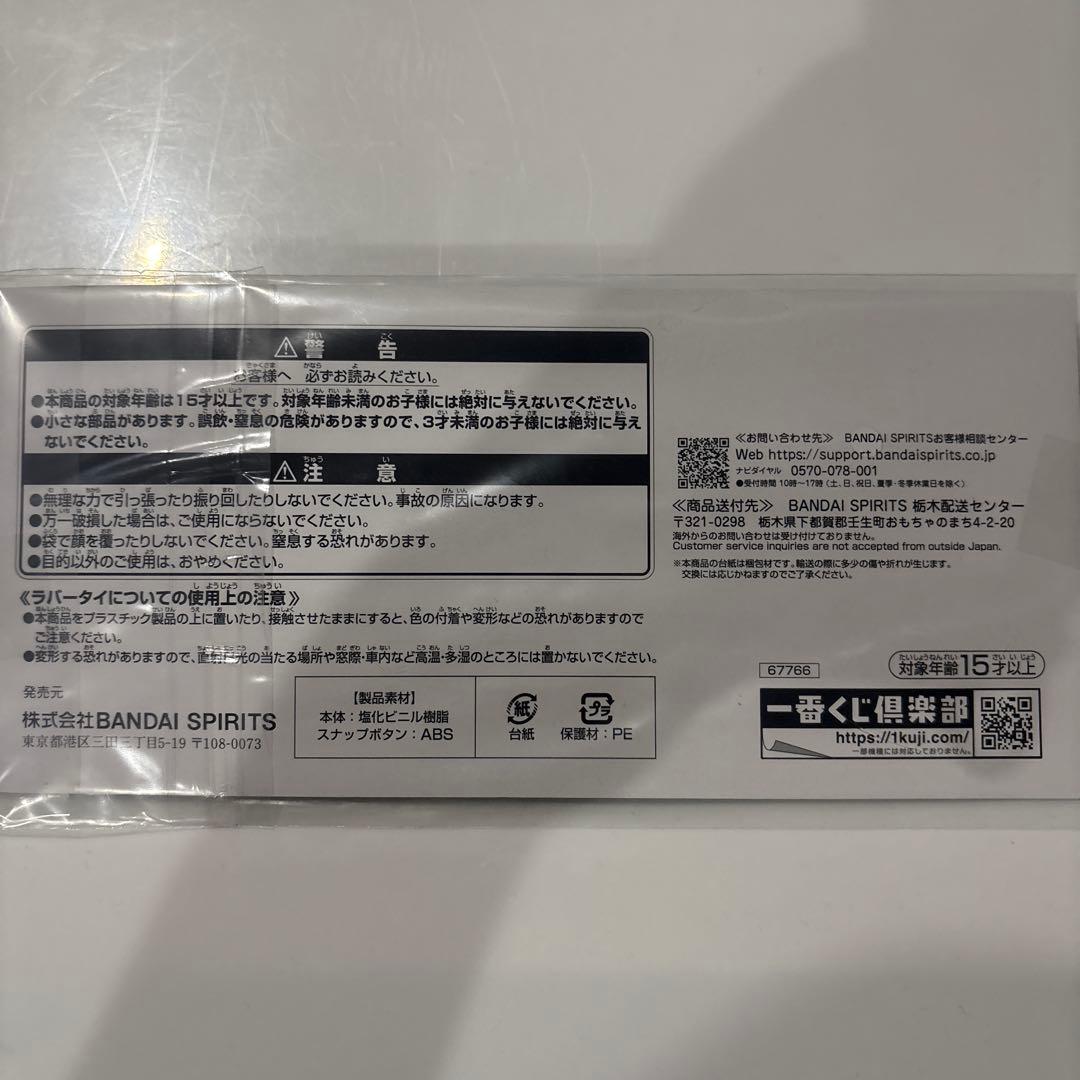 ⚠警告
お客様へ 必ずお読みください。
●本商品の対象年齢は15才以上です。対象年齢未満のお子様には絶対に与えないでください。
●小さな部品があります。誤飲・窒息の危険がありますので、3才未満のお子様には絶対に与え
ないでください。
⚠注意
●無理な力で引っ張ったり振り回したりしないでください。事故の原因になります。
●万一破損した場合は、ご使用にならないでください。
●袋で顔を覆ったりしないでください。窒息する恐れがあります。
●目的以外のご使用は、おやめください。
《ラバータイについての使用上の注意》
●本商品をプラスチック製品の上に置いたり、接触させたままにすると、色の付着や変形などの恐れがありますので
ご注意ください。
●変形する恐れがありますので、直射日光の当たる場所や窓際・車内など高温・多湿のところには置かないでください。
発売元
株式会社BANDAI SPIRITS
東京都港区三田三丁目5-19 〒108-0073
【製品素材】
本体：塩化ビニル樹脂
スナップボタン：ABS
紙
台紙
プラ
保護材：PE
≪お問い合わせ先≫ BANDAI SPIRITSお客様相談センター
Web https://support.bandaispirits.co.jp
ナビダイヤル 0570-078-001
●受付時間 10時〜17時（土、日、祝日、夏季・冬季休業日を除く）
≪商品送付先≫ BANDAI SPIRITS 栃木配送センター
〒321-0298 栃木県下都賀郡壬生町おもちゃのまち4-2-20
海外からのお問い合わせは受け付けておりません。
Customer service inquiries are not accepted from outside Japan.
※本商品の台紙は梱包材です。輸送の際に多少の傷や折れが生じます。
交換には応じかねますのでご了承ください。
67766
対象年齢15才以上
一番くじ倶楽部
https://1kuji.com/
一部機種には対応しておりません。